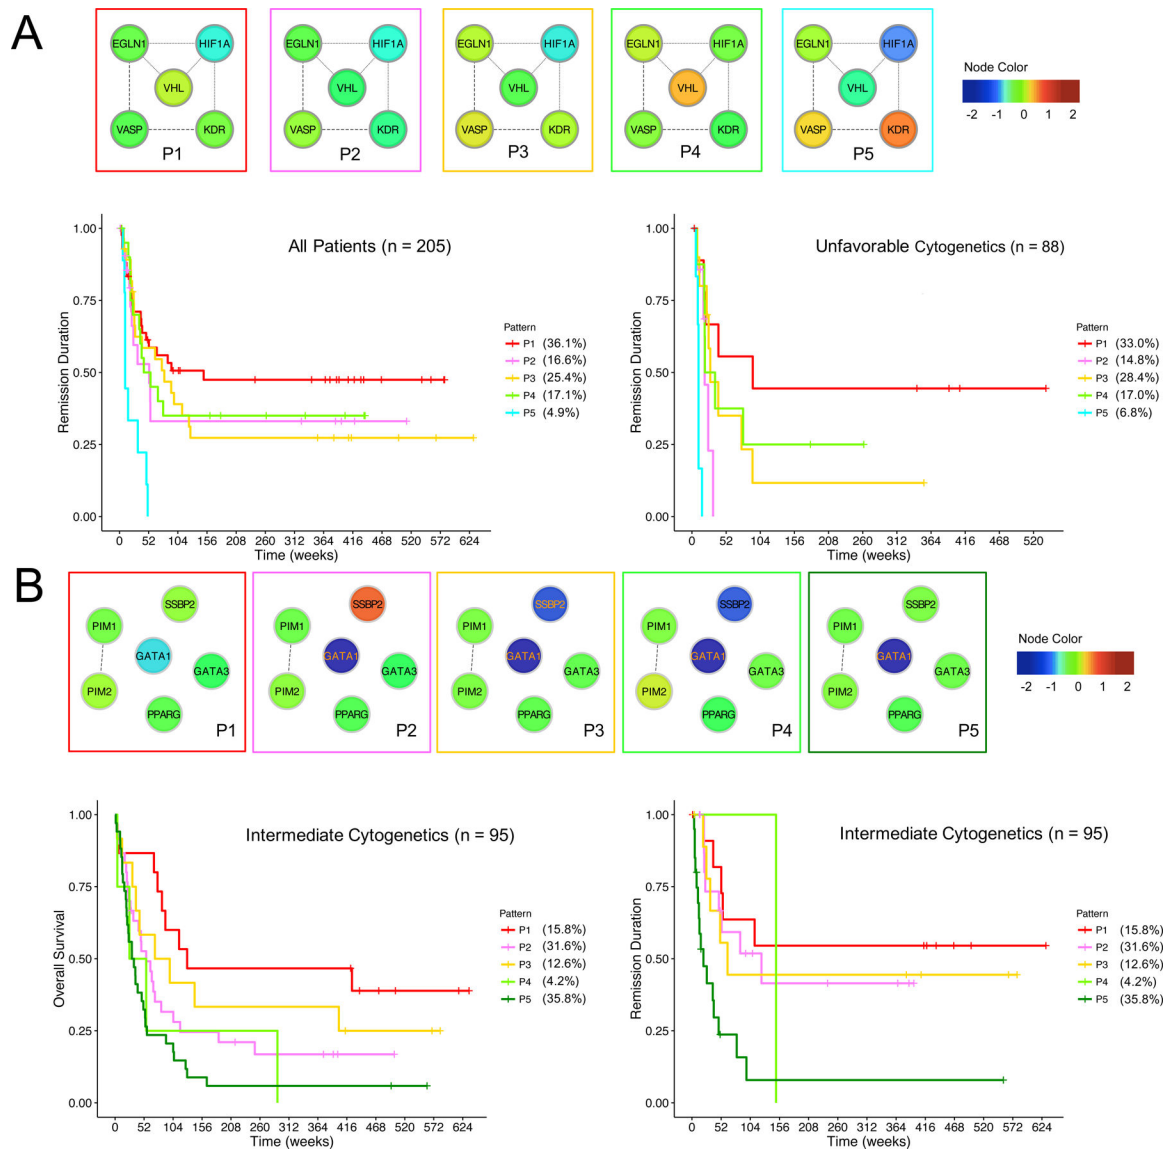 A
EGLN1 HIF1A VHL VASP KDR P1
EGLN1 HIF1A VHL VASP KDR P2
EGLN1 HIF1A VHL VASP KDR P3
EGLN1 HIF1A VHL VASP KDR P4
EGLN1 HIF1A VHL VASP KDR P5
Node Color
-2 -1 0 1 2
All Patients (n = 205)
Remission Duration
1.00
0.75
0.50
0.25
0.00
0 52 104 156 208 260 312 364 416 468 520 572 624
Time (weeks)
Pattern
P1 (36.1%)
P2 (16.6%)
P3 (25.4%)
P4 (17.1%)
P5 (4.9%)
Unfavorable Cytogenetics (n = 88)
Remission Duration
1.00
0.75
0.50
0.25
0.00
0 52 104 156 208 260 312 364 416 468 520
Time (weeks)
Pattern
P1 (33.0%)
P2 (14.8%)
P3 (28.4%)
P4 (17.0%)
P5 (6.8%)
B
SSBP2 PIM1 GATA1 GATA3 PIM2 PPARG P1
SSBP2 PIM1 GATA1 GATA3 PIM2 PPARG P2
SSBP2 PIM1 GATA1 GATA3 PIM2 PPARG P3
SSBP2 PIM1 GATA1 GATA3 PIM2 PPARG P4
SSBP2 PIM1 GATA1 GATA3 PIM2 PPARG P5
Node Color
-2 -1 0 1 2
Intermediate Cytogenetics (n = 95)
Overall Survival
1.00
0.75
0.50
0.25
0.00
0 52 104 156 208 260 312 364 416 468 520 572 624
Time (weeks)
Pattern
P1 (15.8%)
P2 (31.6%)
P3 (12.6%)
P4 (4.2%)
P5 (35.8%)
Intermediate Cytogenetics (n = 95)
Remission Duration
1.00
0.75
0.50
0.25
0.00
0 52 104 156 208 260 312 364 416 468 520 572 624
Time (weeks)
Pattern
P1 (15.8%)
P2 (31.6%)
P3 (12.6%)
P4 (4.2%)
P5 (35.8%)